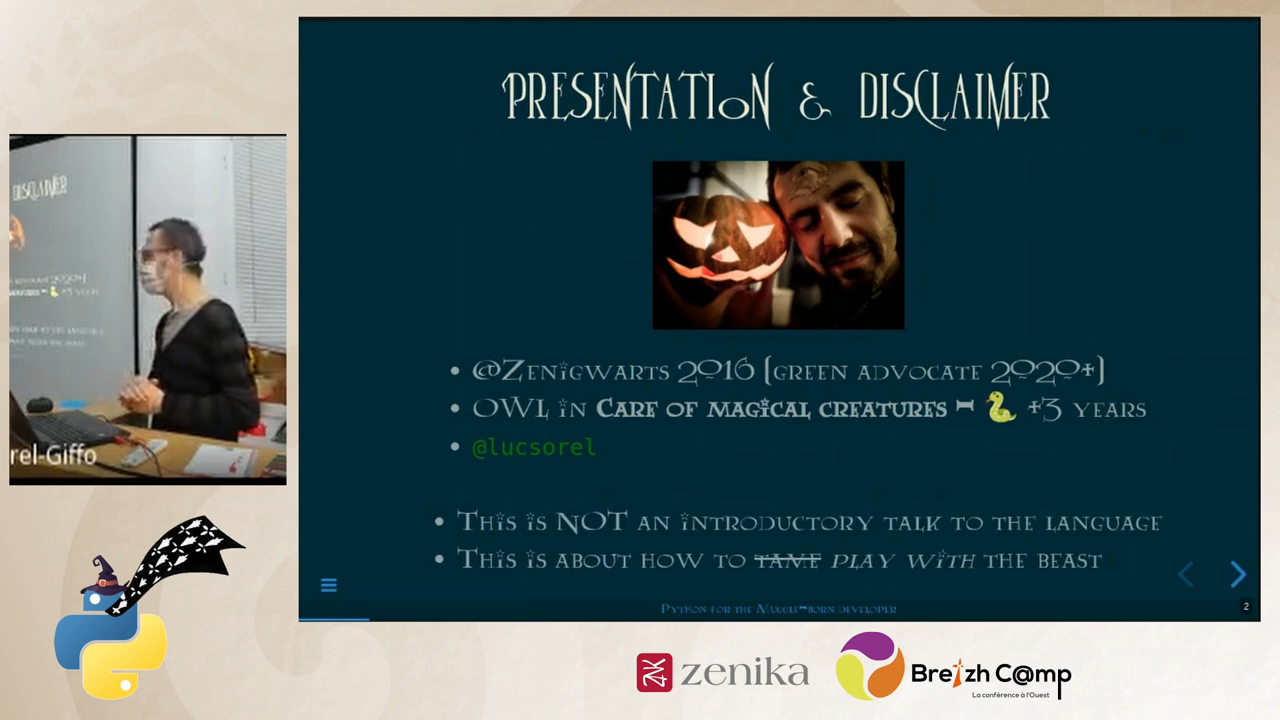 PRESENTATION & DISCLAIMER
@ZENIGWARTS 2016 (GREEN ADVOCATE 2020+)
OWL IN CARE OF MAGICAL CREATURES - 🐍 +3 YEARS
@lucsorel
THIS IS NOT AN INTRODUCTORY TALK TO THE LANGUAGE
THIS IS ABOUT HOW TO TAME PLAY WITH THE BEAST
PYTHON FOR THE MUGGLE-BORN DEVELOPER
2
DISCLAIMER
rel-Giffo
zenika
Breizh C@mp
La conférence à l'Ouest